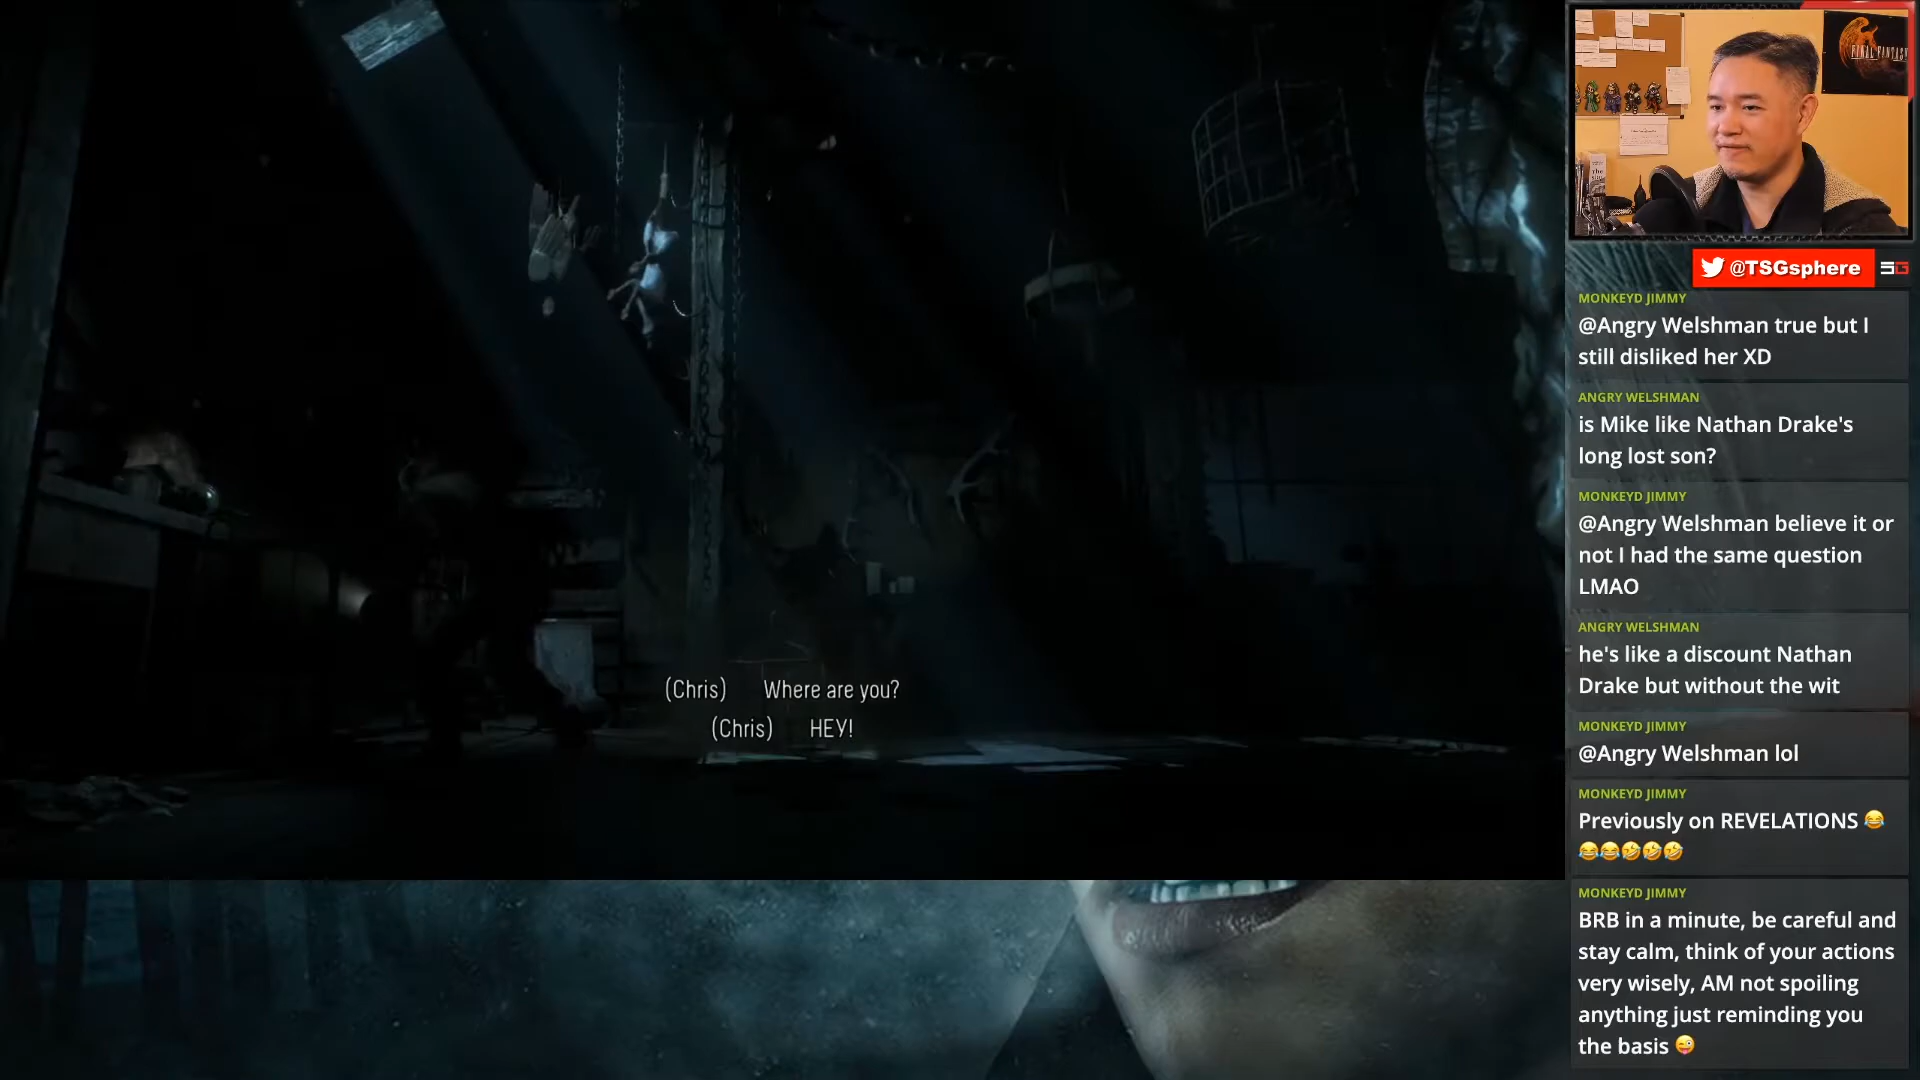 FINAL FANTASY
@TSGsphere SG
MONKEYD JIMMY
@Angry Welshman true but I
still disliked her XD
ANGRY WELSHMAN
is Mike like Nathan Drake's
long lost son?
MONKEYD JIMMY
@Angry Welshman believe it or
not I had the same question
LMAO
ANGRY WELSHMAN
he's like a discount Nathan
Drake but without the wit
MONKEYD JIMMY
@Angry Welshman lol
MONKEYD JIMMY
Previously on REVELATIONS 😂
😂😂🤣🤣🤣
MONKEYD JIMMY
BRB in a minute, be careful and
stay calm, think of your actions
very wisely, AM not spoiling
anything just reminding you
the basis 😜
(Chris) Where are you?
(Chris) HEY!